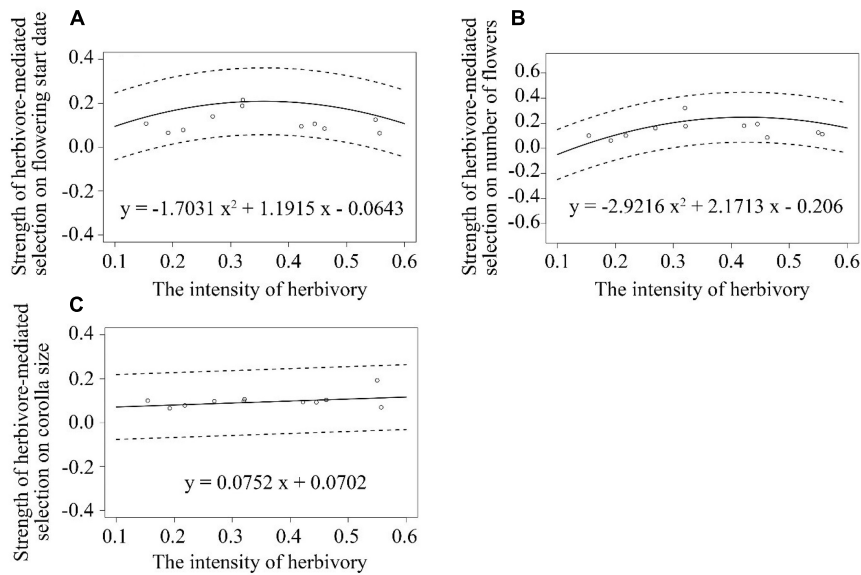 A
Strength of herbivore-mediated
selection on flowering start date
0.4
0.2
0.0
-0.2
-0.4
y = -1.7031 x² + 1.1915 x - 0.0643
0.1 0.2 0.3 0.4 0.5 0.6
The intensity of herbivory
B
Strength of herbivore-mediated
selection on number of flowers
0.6
0.4
0.2
0.0
-0.2
-0.4
-0.6
y = -2.9216 x² + 2.1713 x - 0.206
0.1 0.2 0.3 0.4 0.5 0.6
The intensity of herbivory
C
Strength of herbivore-mediated
selection on corolla size
0.4
0.2
0.0
-0.2
-0.4
y = 0.0752 x + 0.0702
0.1 0.2 0.3 0.4 0.5 0.6
The intensity of herbivory